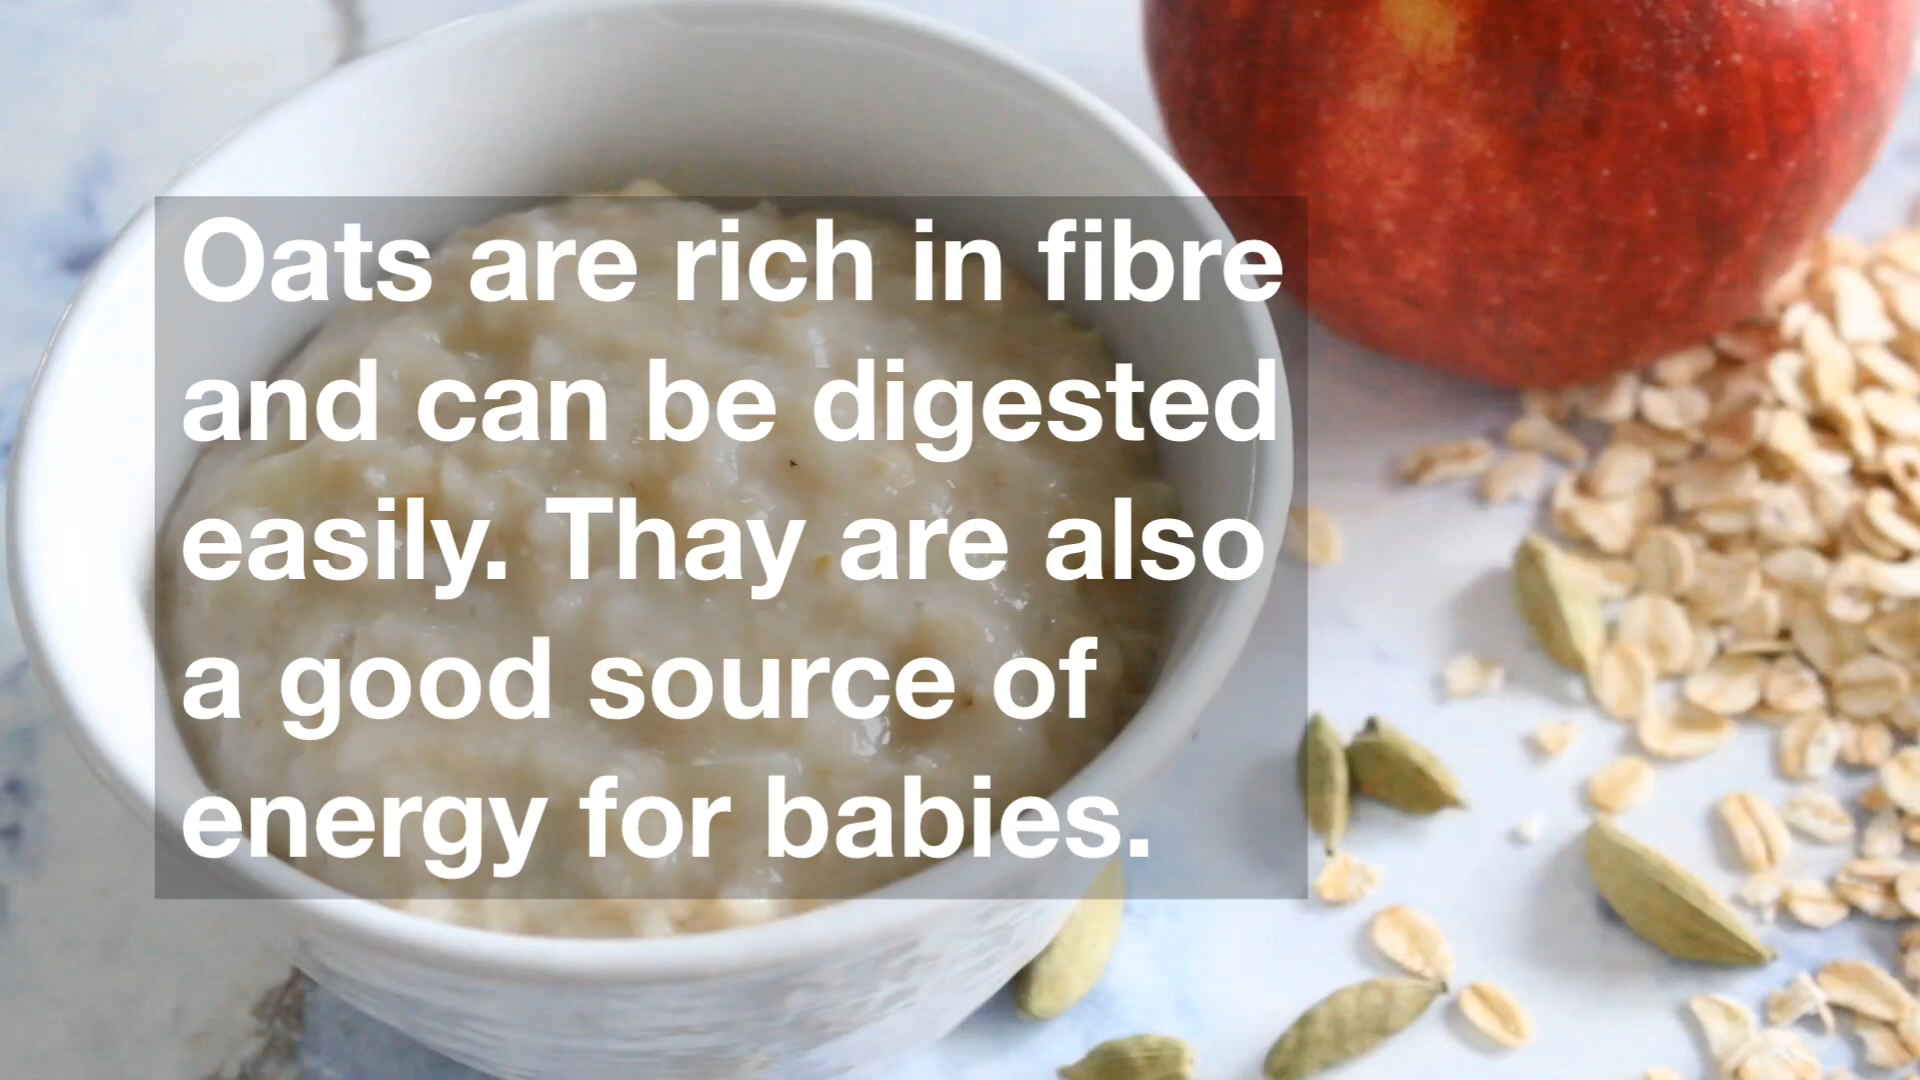 Oats are rich in fibre
and can be digested
easily. Thay are also
a good source of
energy for babies.